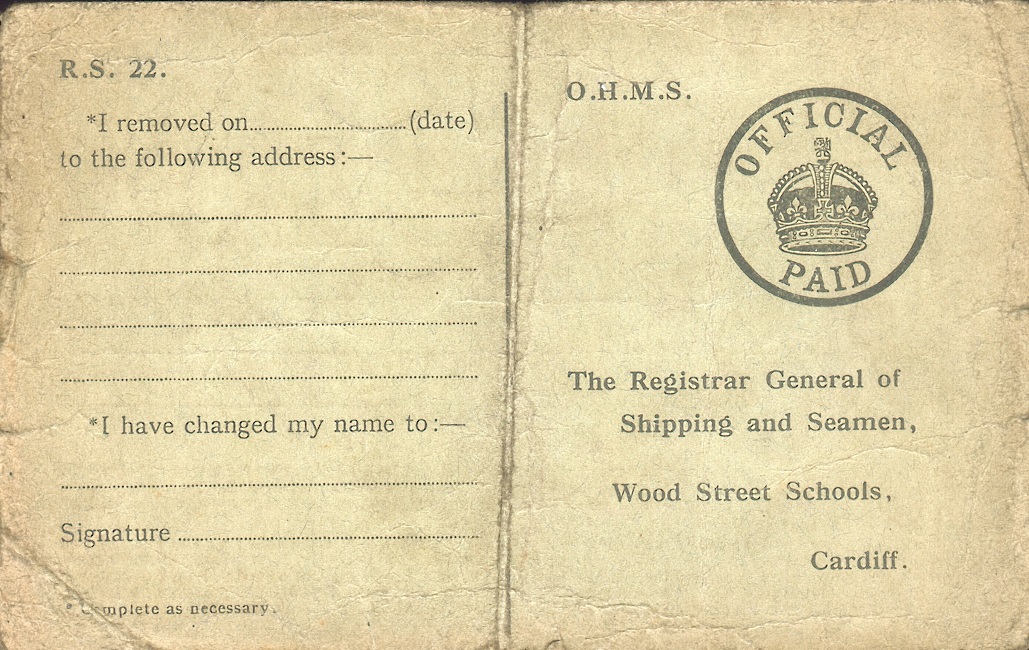 R.S. 22.
*I removed on..............................(date)
to the following address:—
*I have changed my name to:—
Signature
* Complete as necessary.
O.H.M.S.
OFFICIAL
PAID
The Registrar General of
Shipping and Seamen,
Wood Street Schools,
Cardiff.